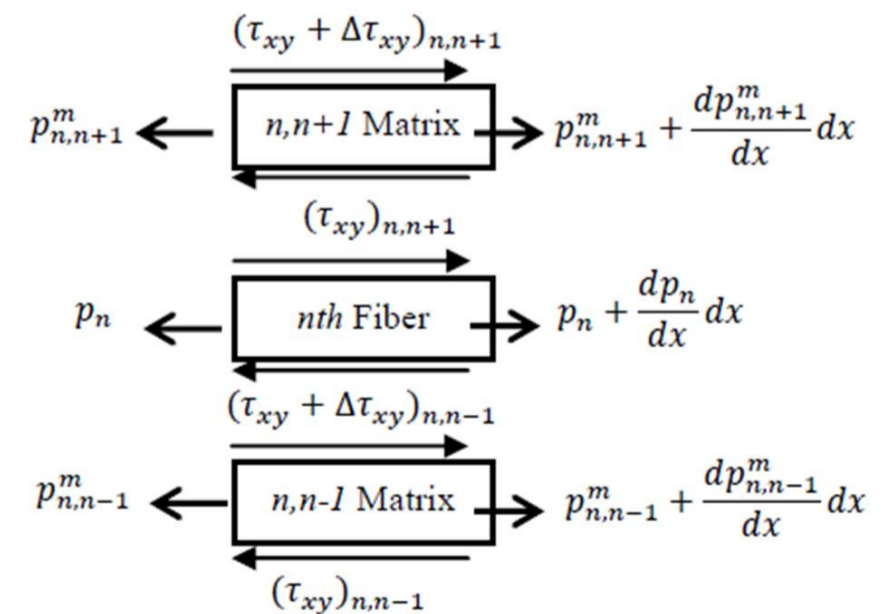 (τ_xy + Δτ_xy)_n,n+1
p^m_n,n+1 n,n+1 Matrix p^m_n,n+1 + dp^m_n,n+1/dx dx
(τ_xy)_n,n+1
p_n nth Fiber p_n + dp_n/dx dx
(τ_xy + Δτ_xy)_n,n−1
p^m_n,n−1 n,n-1 Matrix p^m_n,n−1 + dp^m_n,n−1/dx dx
(τ_xy)_n,n−1